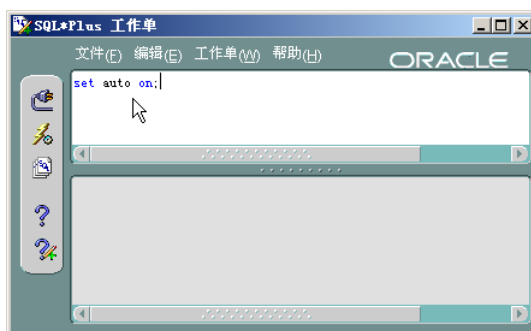 SQL*Plus 工作单
文件(F) 编辑(E) 工作单(W) 帮助(H) ORACLE
set auto on;